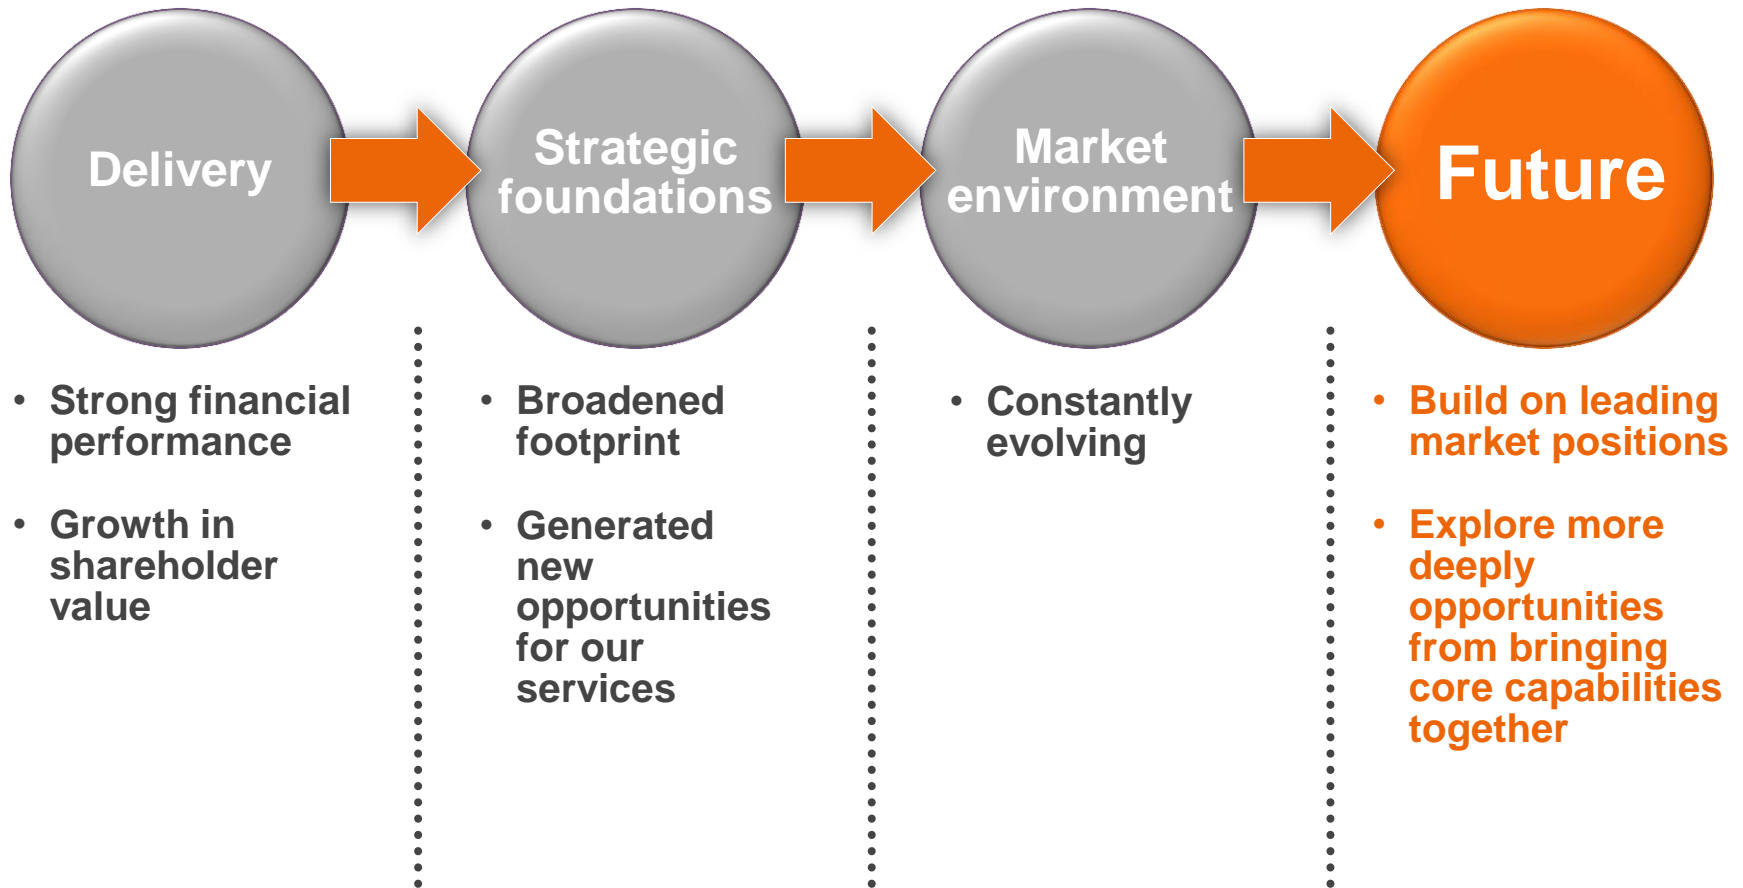 Delivery
Strategic
foundations
Market
environment
Future
• Strong financial
performance
• Growth in
shareholder
value
• Broadened
footprint
• Generated
new
opportunities
for our
services
• Constantly
evolving
• Build on leading
market positions
• Explore more
deeply
opportunities
from bringing
core capabilities
together